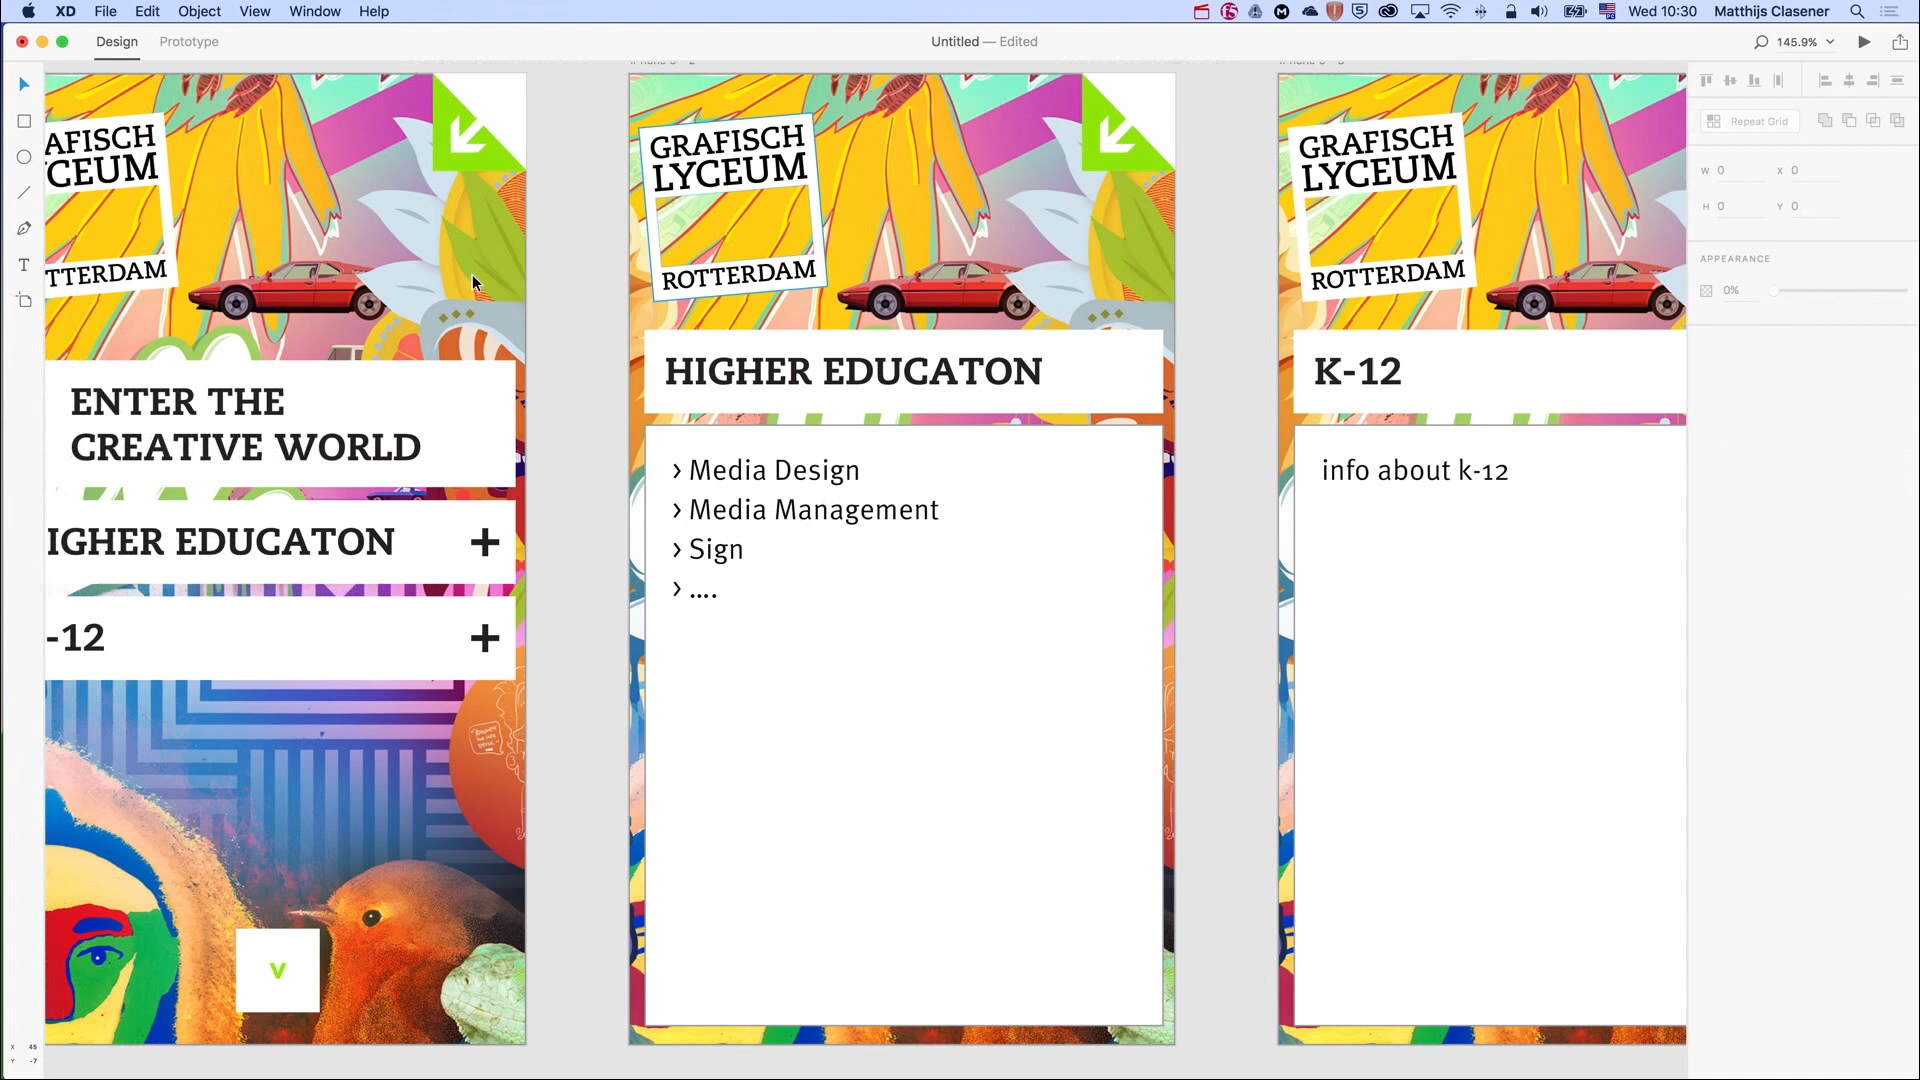 XD File Edit Object View Window Help
Wed 10:30 Matthijs Clasener
Design Prototype
Untitled — Edited
145.9%
AFISCH
CEUM
TTERDAM
ENTER THE
CREATIVE WORLD
IGHER EDUCATON +
-12 +
v
GRAFISCH
LYCEUM
ROTTERDAM
HIGHER EDUCATON
› Media Design
› Media Management
› Sign
› ....
GRAFISCH
LYCEUM
ROTTERDAM
K-12
info about k-12
Repeat Grid
W 0 X 0
H 0 Y 0
APPEARANCE
0%
X 45
Y -7